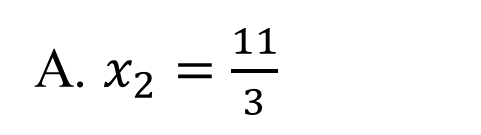 A. x₂ = 11/3